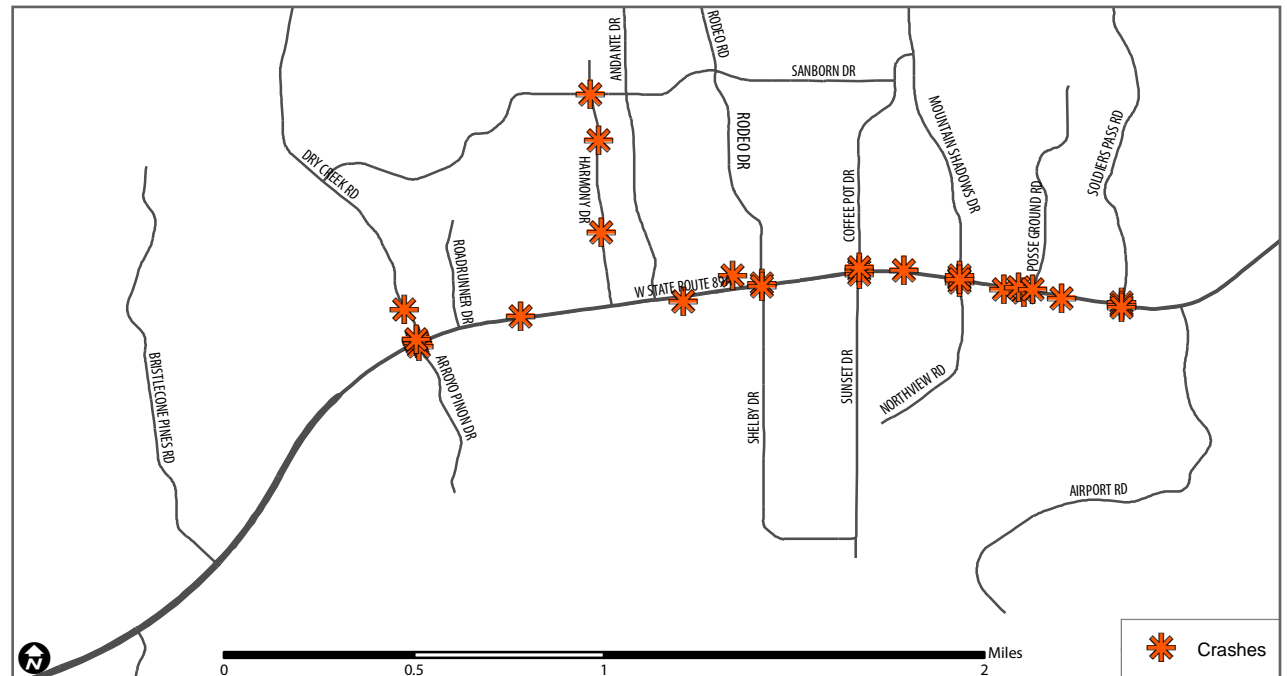 RODEO RD
ANDANTE DR
SANBORN DR
MOUNTAIN SHADOWS DR
RODEO DR
SOLDIERS PASS RD
DRY CREEK RD
HARMONY DR
COFFEE POT DR
POSSE GROUND RD
ROADRUNNER DR
W STATE ROUTE 89
BRISTLECONE PINES RD
ARROYO PINON DR
SHELBY DR
SUNSET DR
NORTHVIEW RD
AIRPORT RD
N
Miles
0 0.5 1 2
Crashes